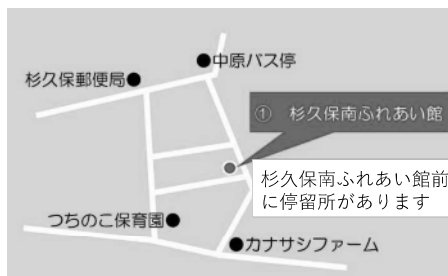 中原バス停
杉久保郵便局
① 杉久保南ふれあい館
杉久保南ふれあい館前
に停留所があります
つちのこ保育園
カナサシファーム